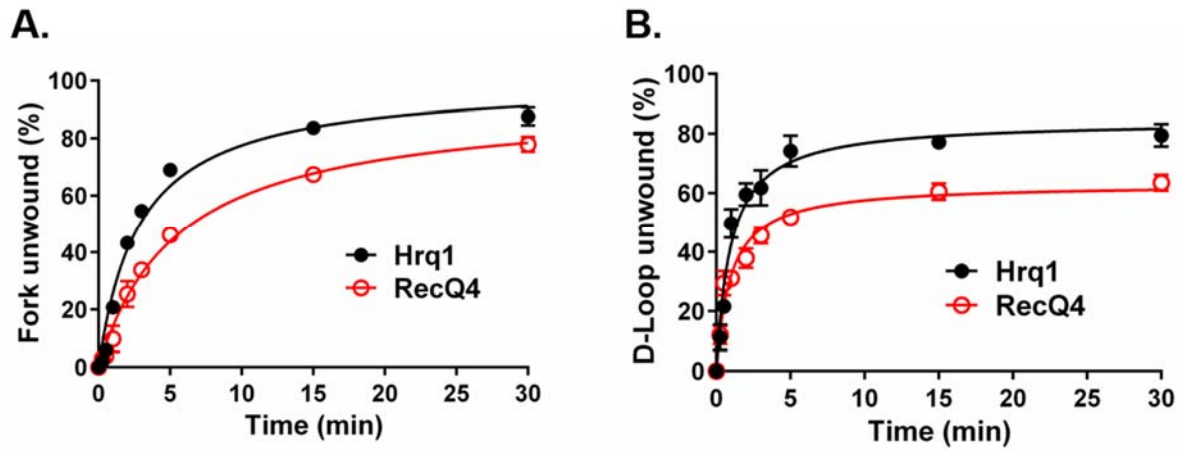 A.
Fork unwound (%)
100
80
60
40
20
0
0 5 10 15 20 25 30
Time (min)
Hrq1
RecQ4
B.
D-Loop unwound (%)
100
80
60
40
20
0
0 5 10 15 20 25 30
Time (min)
Hrq1
RecQ4